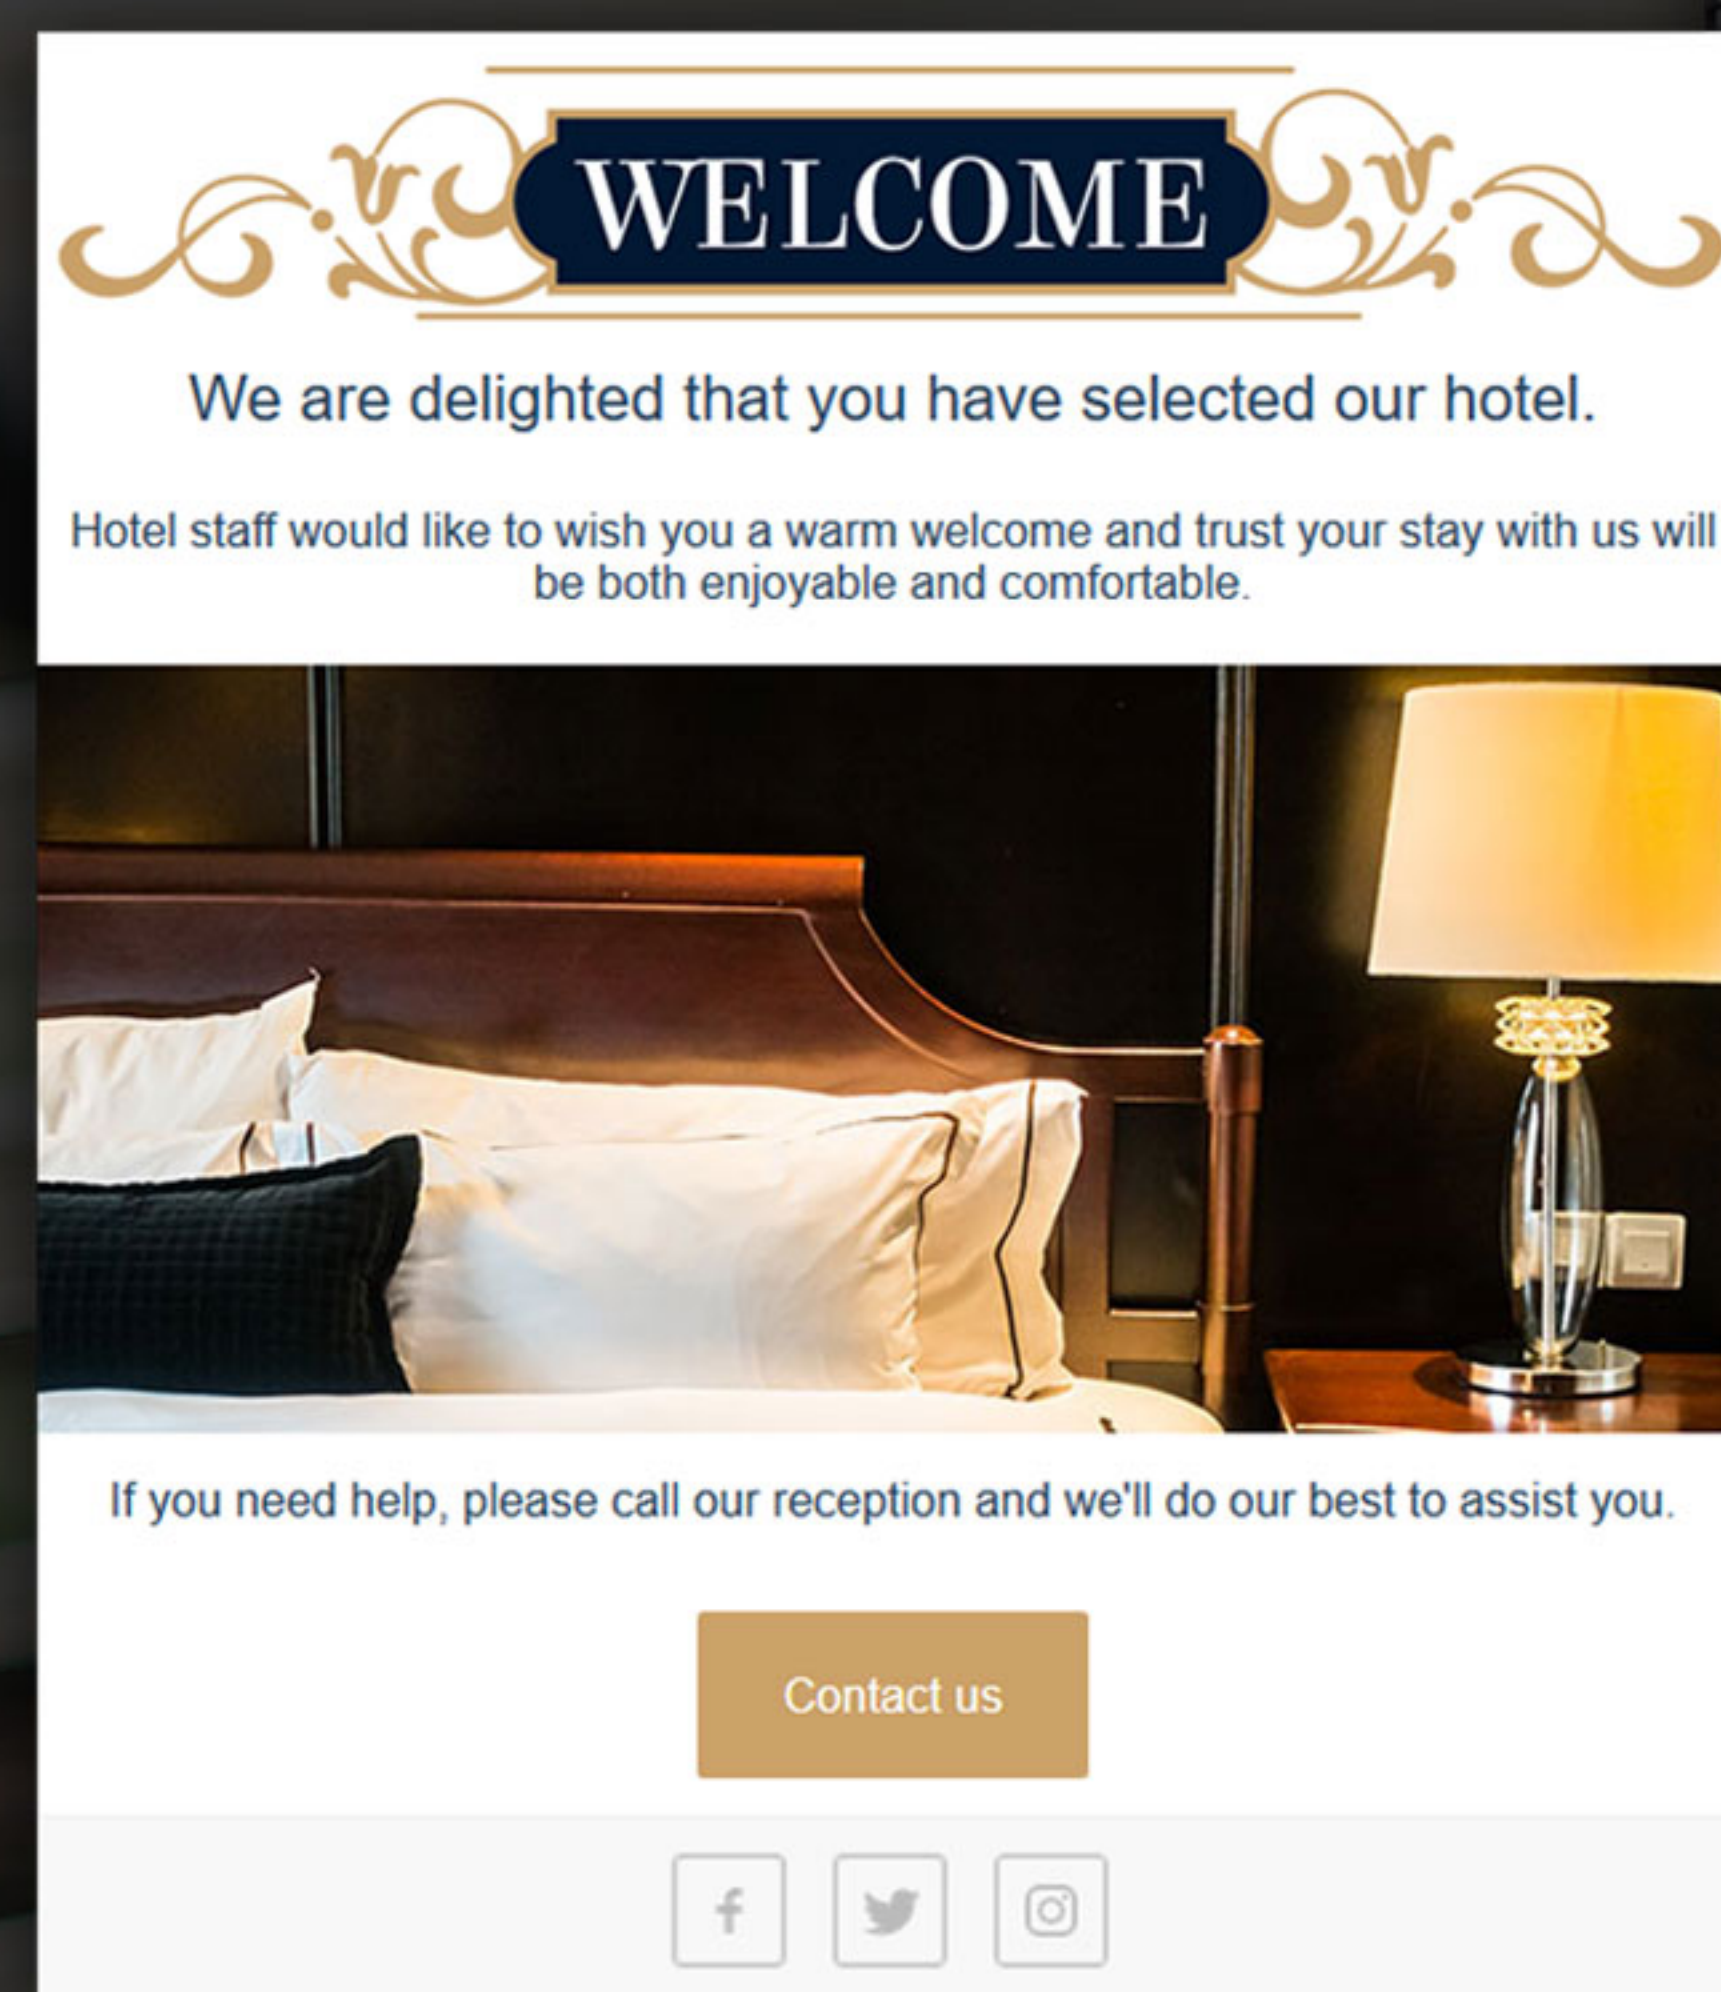 WELCOME
We are delighted that you have selected our hotel.
Hotel staff would like to wish you a warm welcome and trust your stay with us will
be both enjoyable and comfortable.
If you need help, please call our reception and we'll do our best to assist you.
Contact us